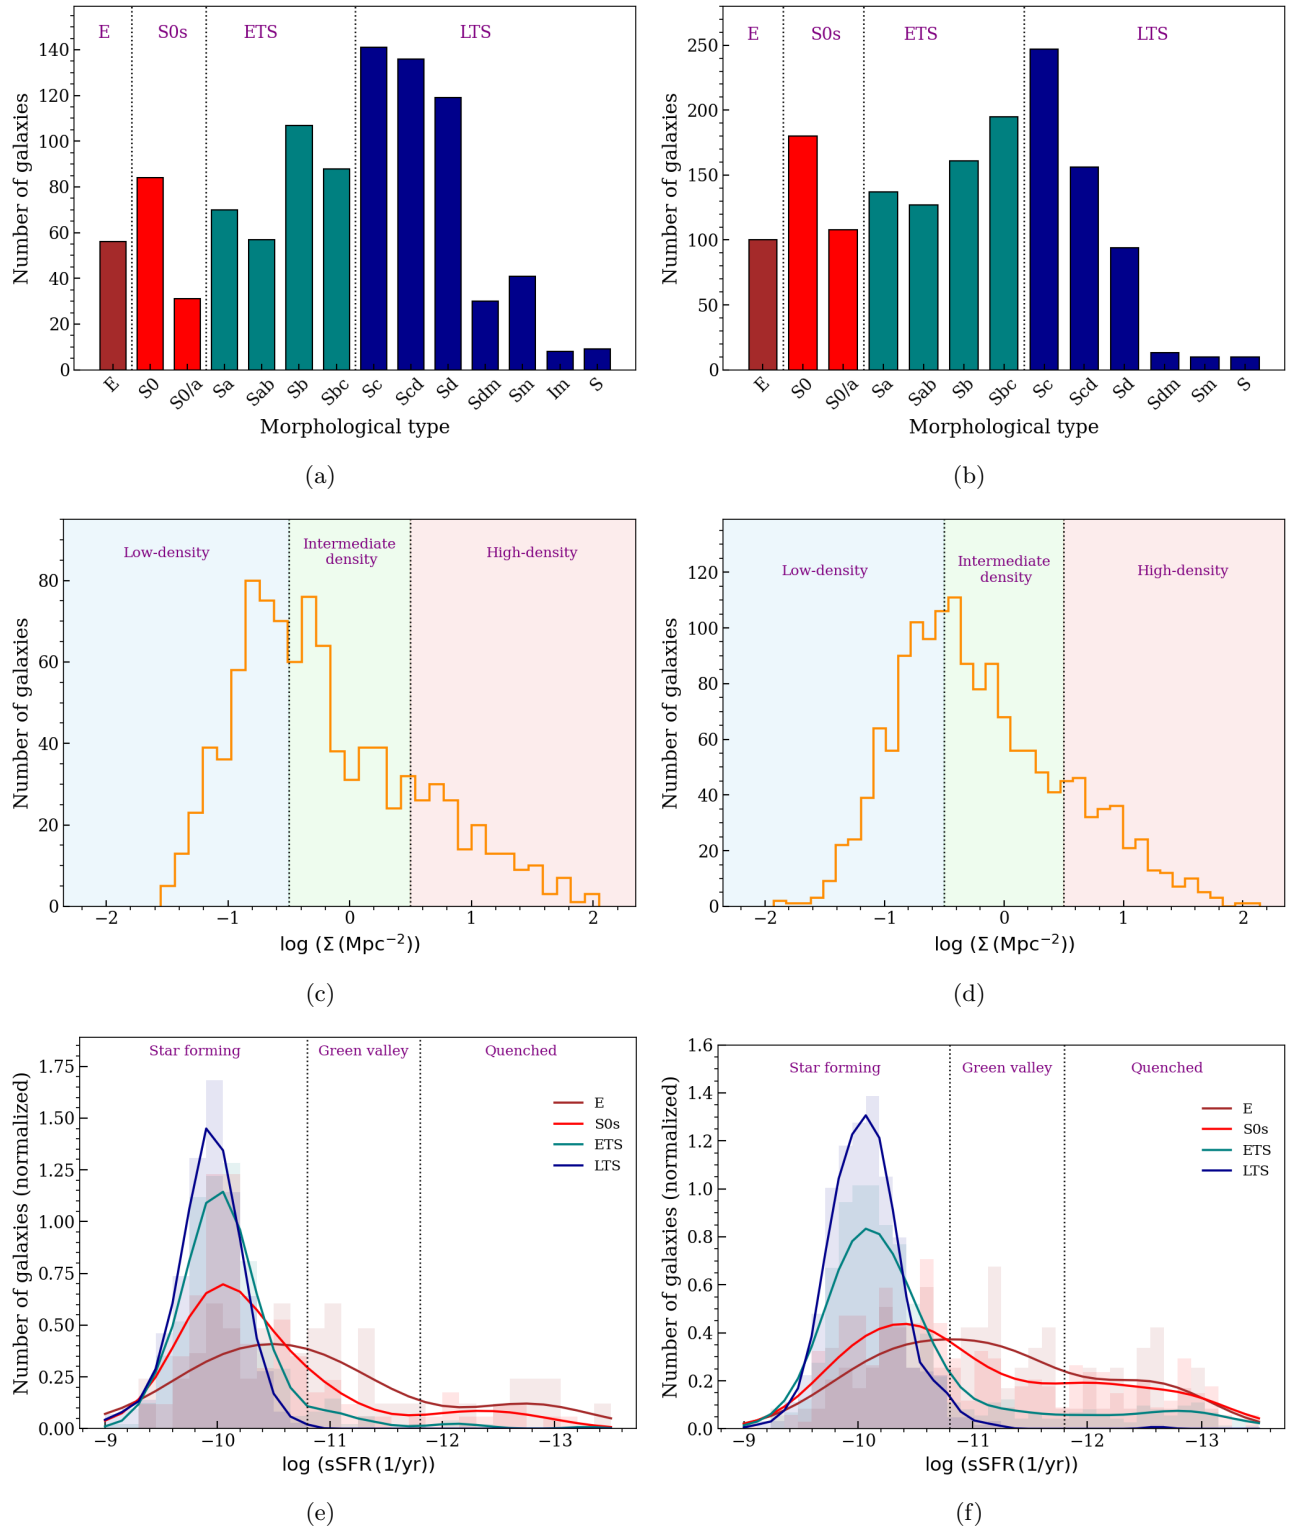 E S0s ETS LTS
Number of galaxies
140
120
100
80
60
40
20
0
E S0 S0/a Sa Sab Sb Sbc Sc Scd Sd Sdm Sm Im S
Morphological type
(a)
E S0s ETS LTS
Number of galaxies
250
200
150
100
50
0
E S0 S0/a Sa Sab Sb Sbc Sc Scd Sd Sdm Sm S
Morphological type
(b)
Low-density
Intermediate
density
High-density
Number of galaxies
80
60
40
20
0
−2 −1 0 1 2
log (Σ (Mpc⁻²))
(c)
Low-density
Intermediate
density
High-density
Number of galaxies
120
100
80
60
40
20
0
−2 −1 0 1 2
log (Σ (Mpc⁻²))
(d)
Star forming Green valley Quenched
Number of galaxies (normalized)
1.75
1.50
1.25
1.00
0.75
0.50
0.25
0.00
E
S0s
ETS
LTS
−9 −10 −11 −12 −13
log (sSFR (1/yr))
(e)
Star forming Green valley Quenched
Number of galaxies (normalized)
1.6
1.4
1.2
1.0
0.8
0.6
0.4
0.2
0.0
E
S0s
ETS
LTS
−9 −10 −11 −12 −13
log (sSFR (1/yr))
(f)